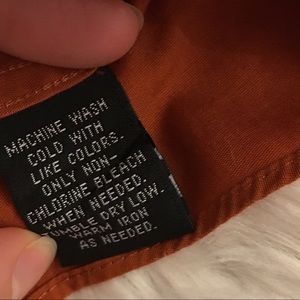 MACHINE WASH
COLD WITH
LIKE COLORS.
ONLY NON-
CHLORINE BLEACH
WHEN NEEDED.
TUMBLE DRY LOW.
WARM IRON
AS NEEDED.